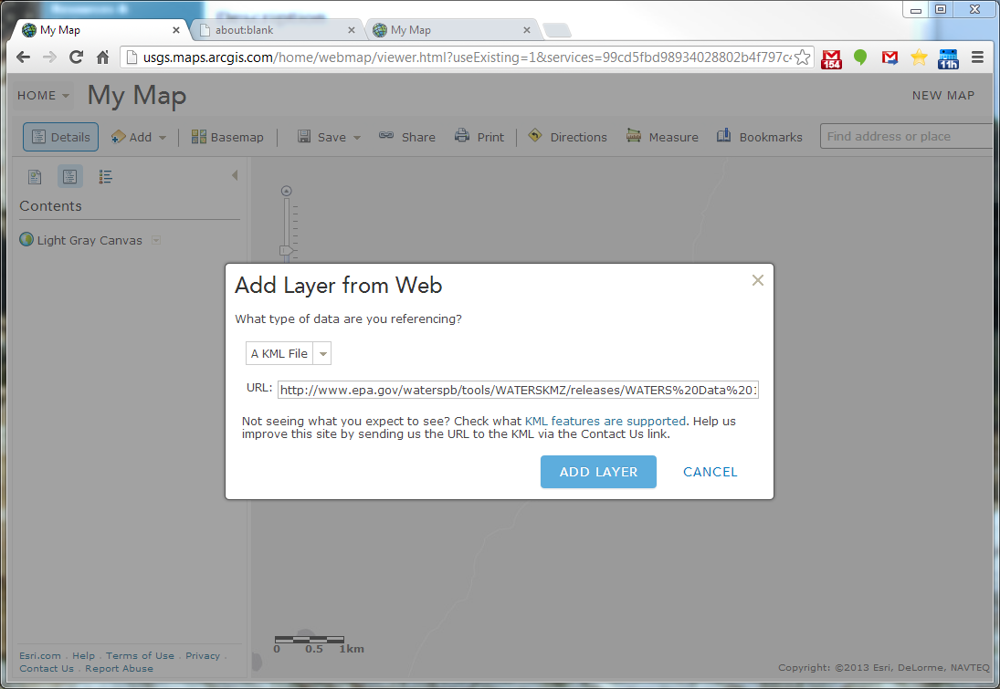 My Map
about:blank
My Map
usgs.maps.arcgis.com/home/webmap/viewer.html?useExisting=1&services=99cd5fbd98934028802b4f797c
154
11h
HOME
My Map
NEW MAP
Details
Add
Basemap
Save
Share
Print
Directions
Measure
Bookmarks
Find address or place
Contents
Light Gray Canvas
Add Layer from Web
What type of data are you referencing?
A KML File
URL: http://www.epa.gov/waterspb/tools/WATERSKMZ/releases/WATERS%20Data%20
Not seeing what you expect to see? Check what KML features are supported. Help us
improve this site by sending us the URL to the KML via the Contact Us link.
ADD LAYER
CANCEL
0 0.5 1km
Esri.com . Help . Terms of Use . Privacy .
Contact Us . Report Abuse
Copyright: ©2013 Esri, DeLorme, NAVTEQ